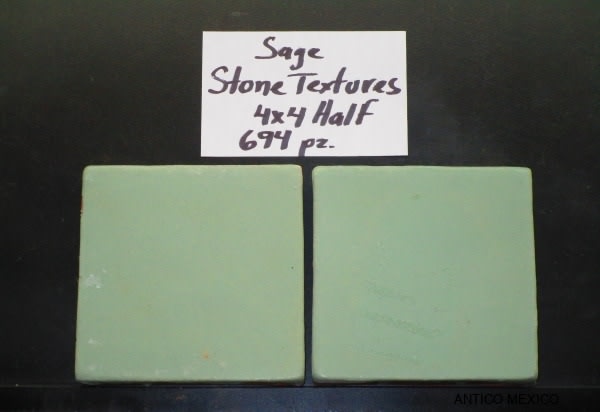 Sage
Stone Textures
4x4 Half
694 pz.
ANTICO MEXICO